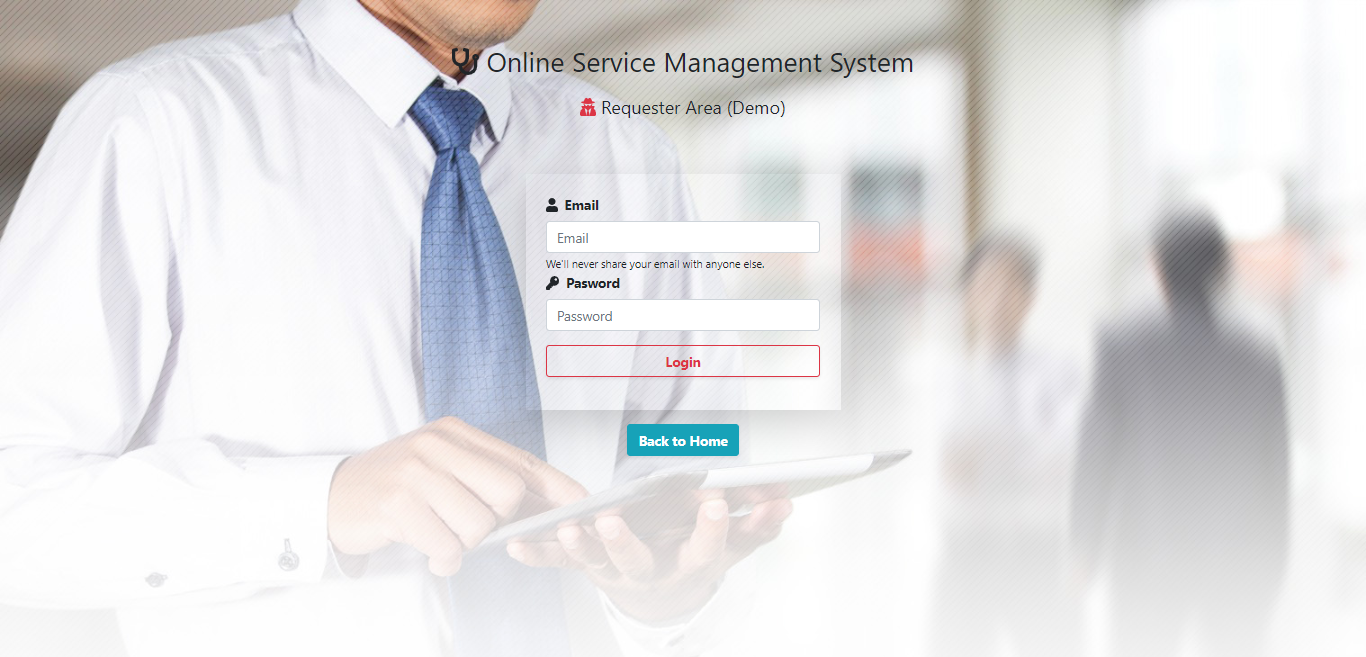 Online Service Management System
Requester Area (Demo)
Email
Email
We'll never share your email with anyone else.
Pasword
Password
Login
Back to Home